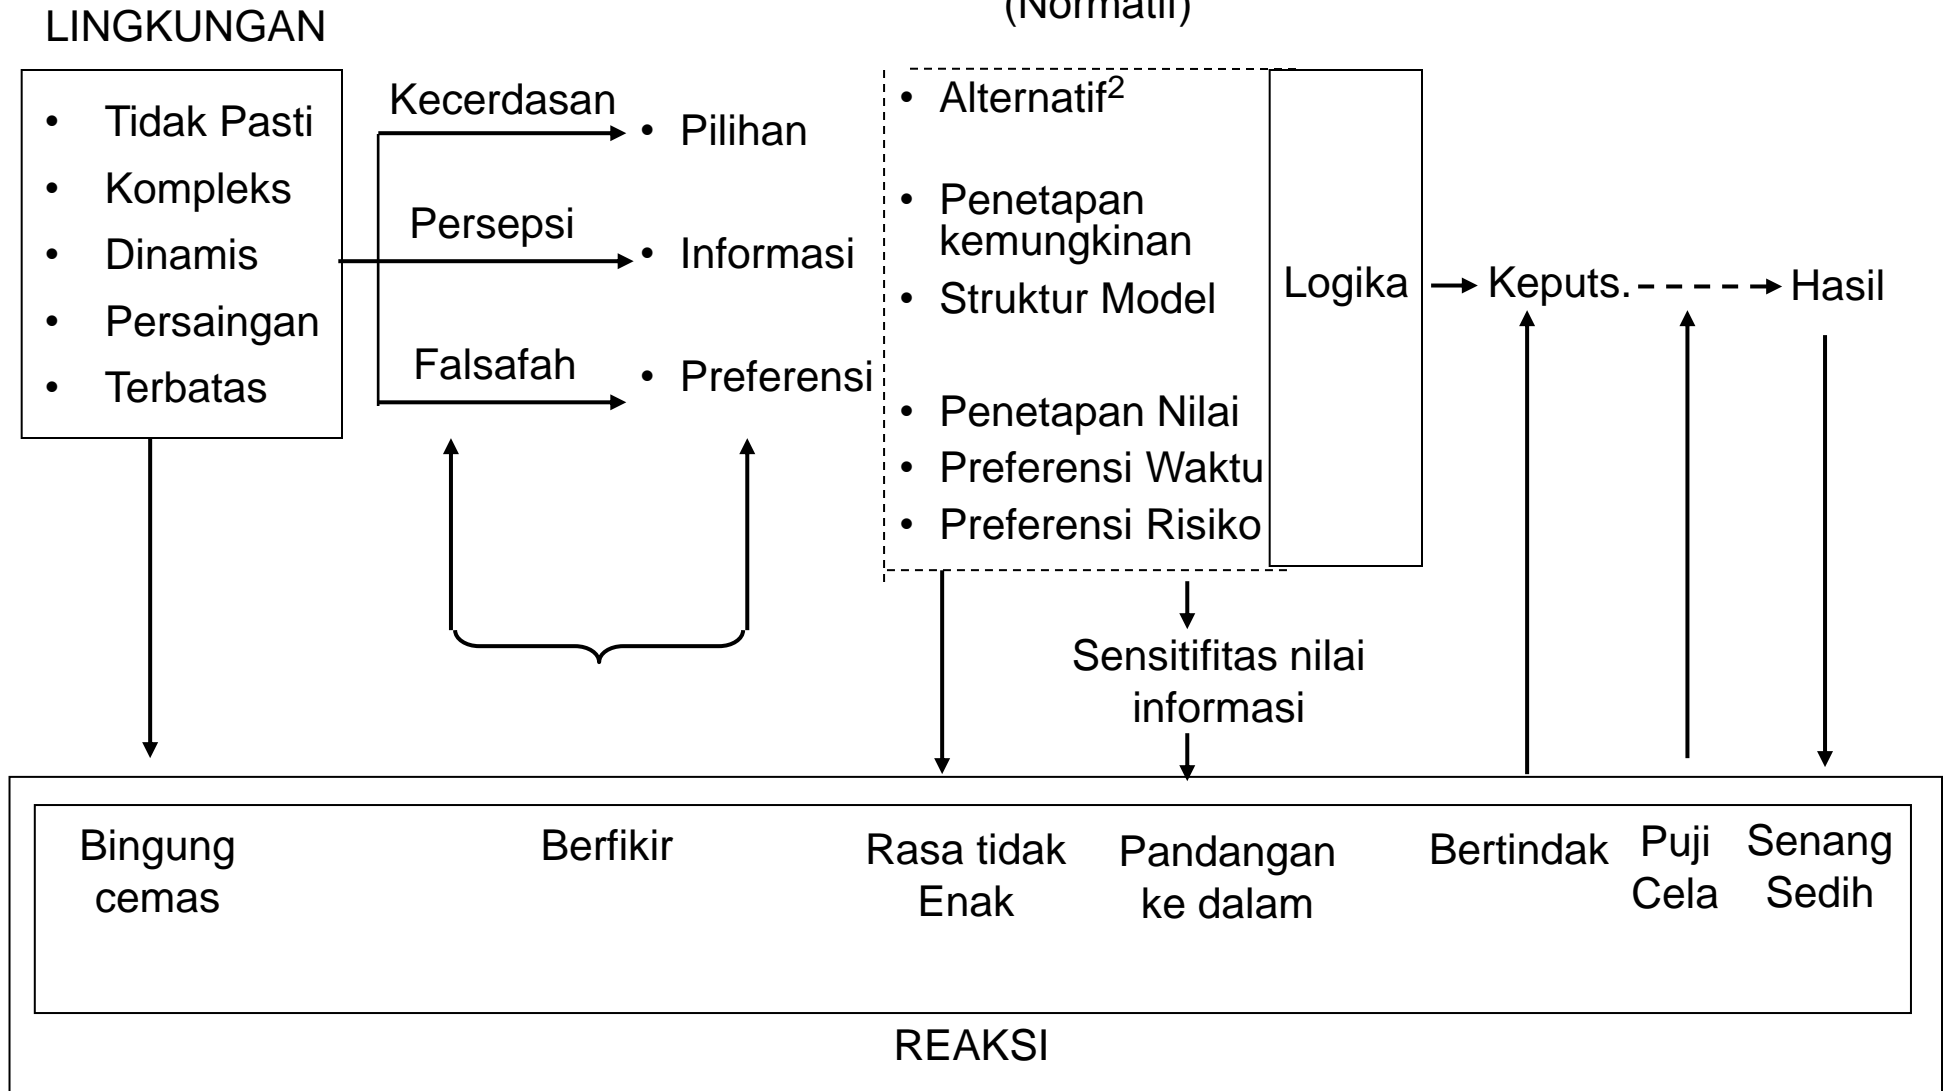 (Normatif)
LINGKUNGAN
• Tidak Pasti
• Kompleks
• Dinamis
• Persaingan
• Terbatas
Kecerdasan
Persepsi
Falsafah
• Pilihan
• Informasi
• Preferensi
• Alternatif²
• Penetapan
kemungkinan
• Struktur Model
• Penetapan Nilai
• Preferensi Waktu
• Preferensi Risiko
Logika
Keputs.
Hasil
Sensitifitas nilai
informasi
Bingung
cemas
Berfikir
Rasa tidak
Enak
Pandangan
ke dalam
Bertindak
Puji
Cela
Senang
Sedih
REAKSI